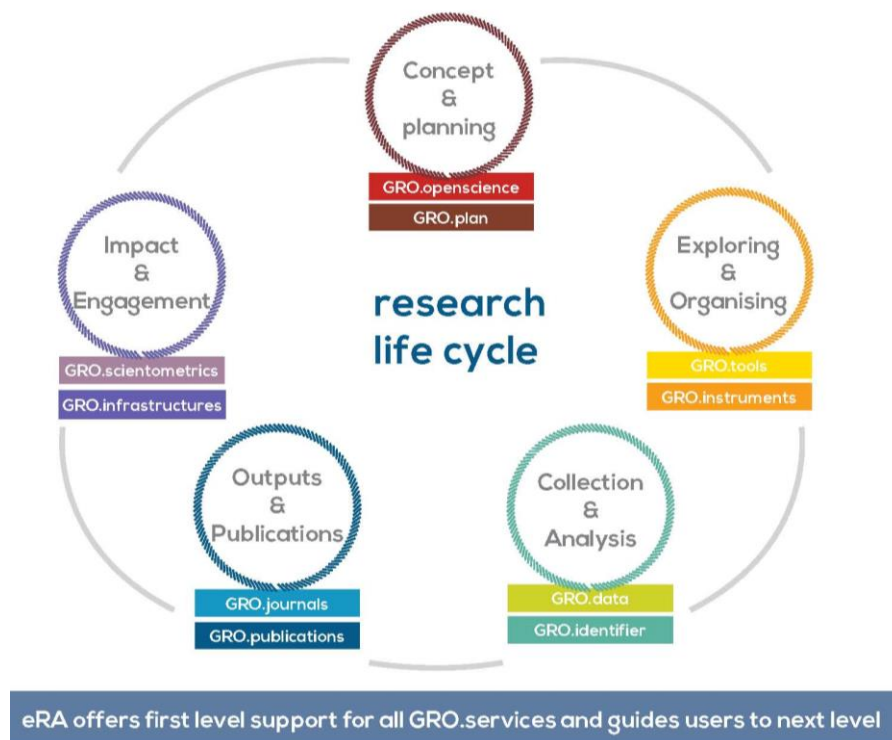 Concept
&
planning
GRO.openscience
GRO.plan
Impact
&
Engagement
GRO.scientometrics
GRO.infrastructures
research
life cycle
Exploring
&
Organising
GRO.tools
GRO.instruments
Outputs
&
Publications
GRO.journals
GRO.publications
Collection
&
Analysis
GRO.data
GRO.identifier
eRA offers first level support for all GRO.services and guides users to next level